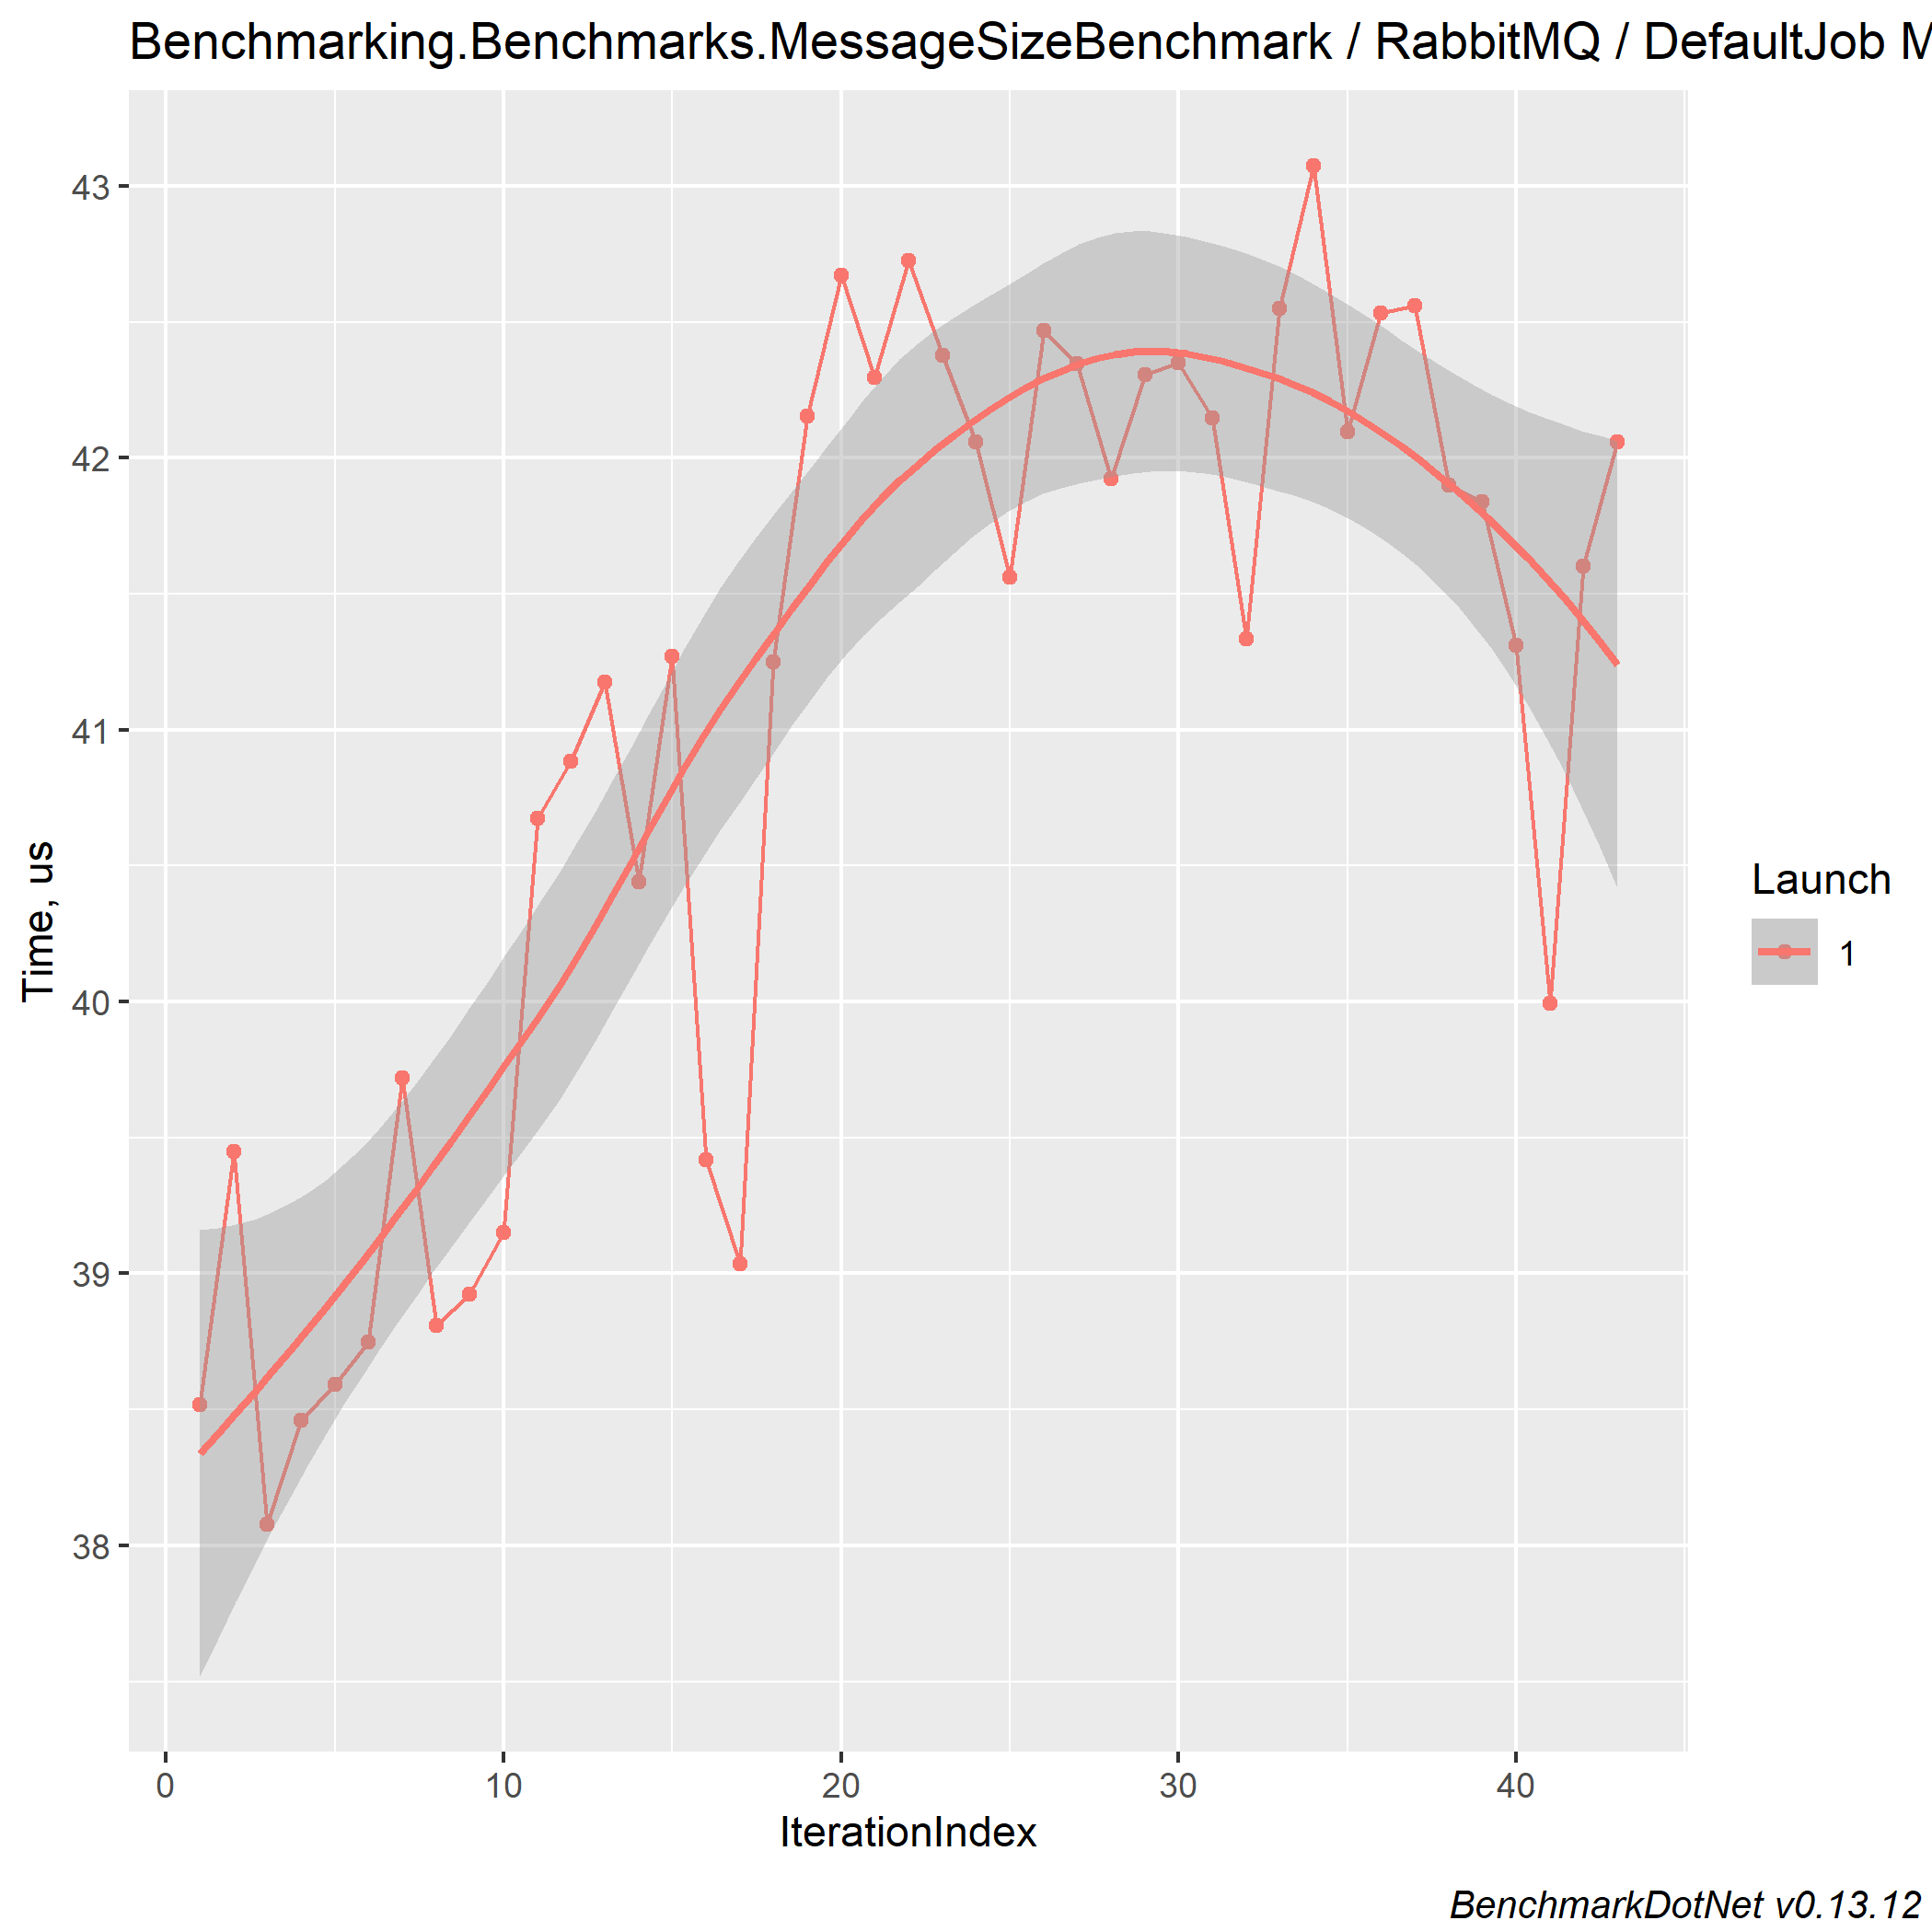 Benchmarking.Benchmarks.MessageSizeBenchmark / RabbitMQ / DefaultJob
43
42
41
40
39
38
Time, us
0 10 20 30 40
IterationIndex
Launch
1
BenchmarkDotNet v0.13.12